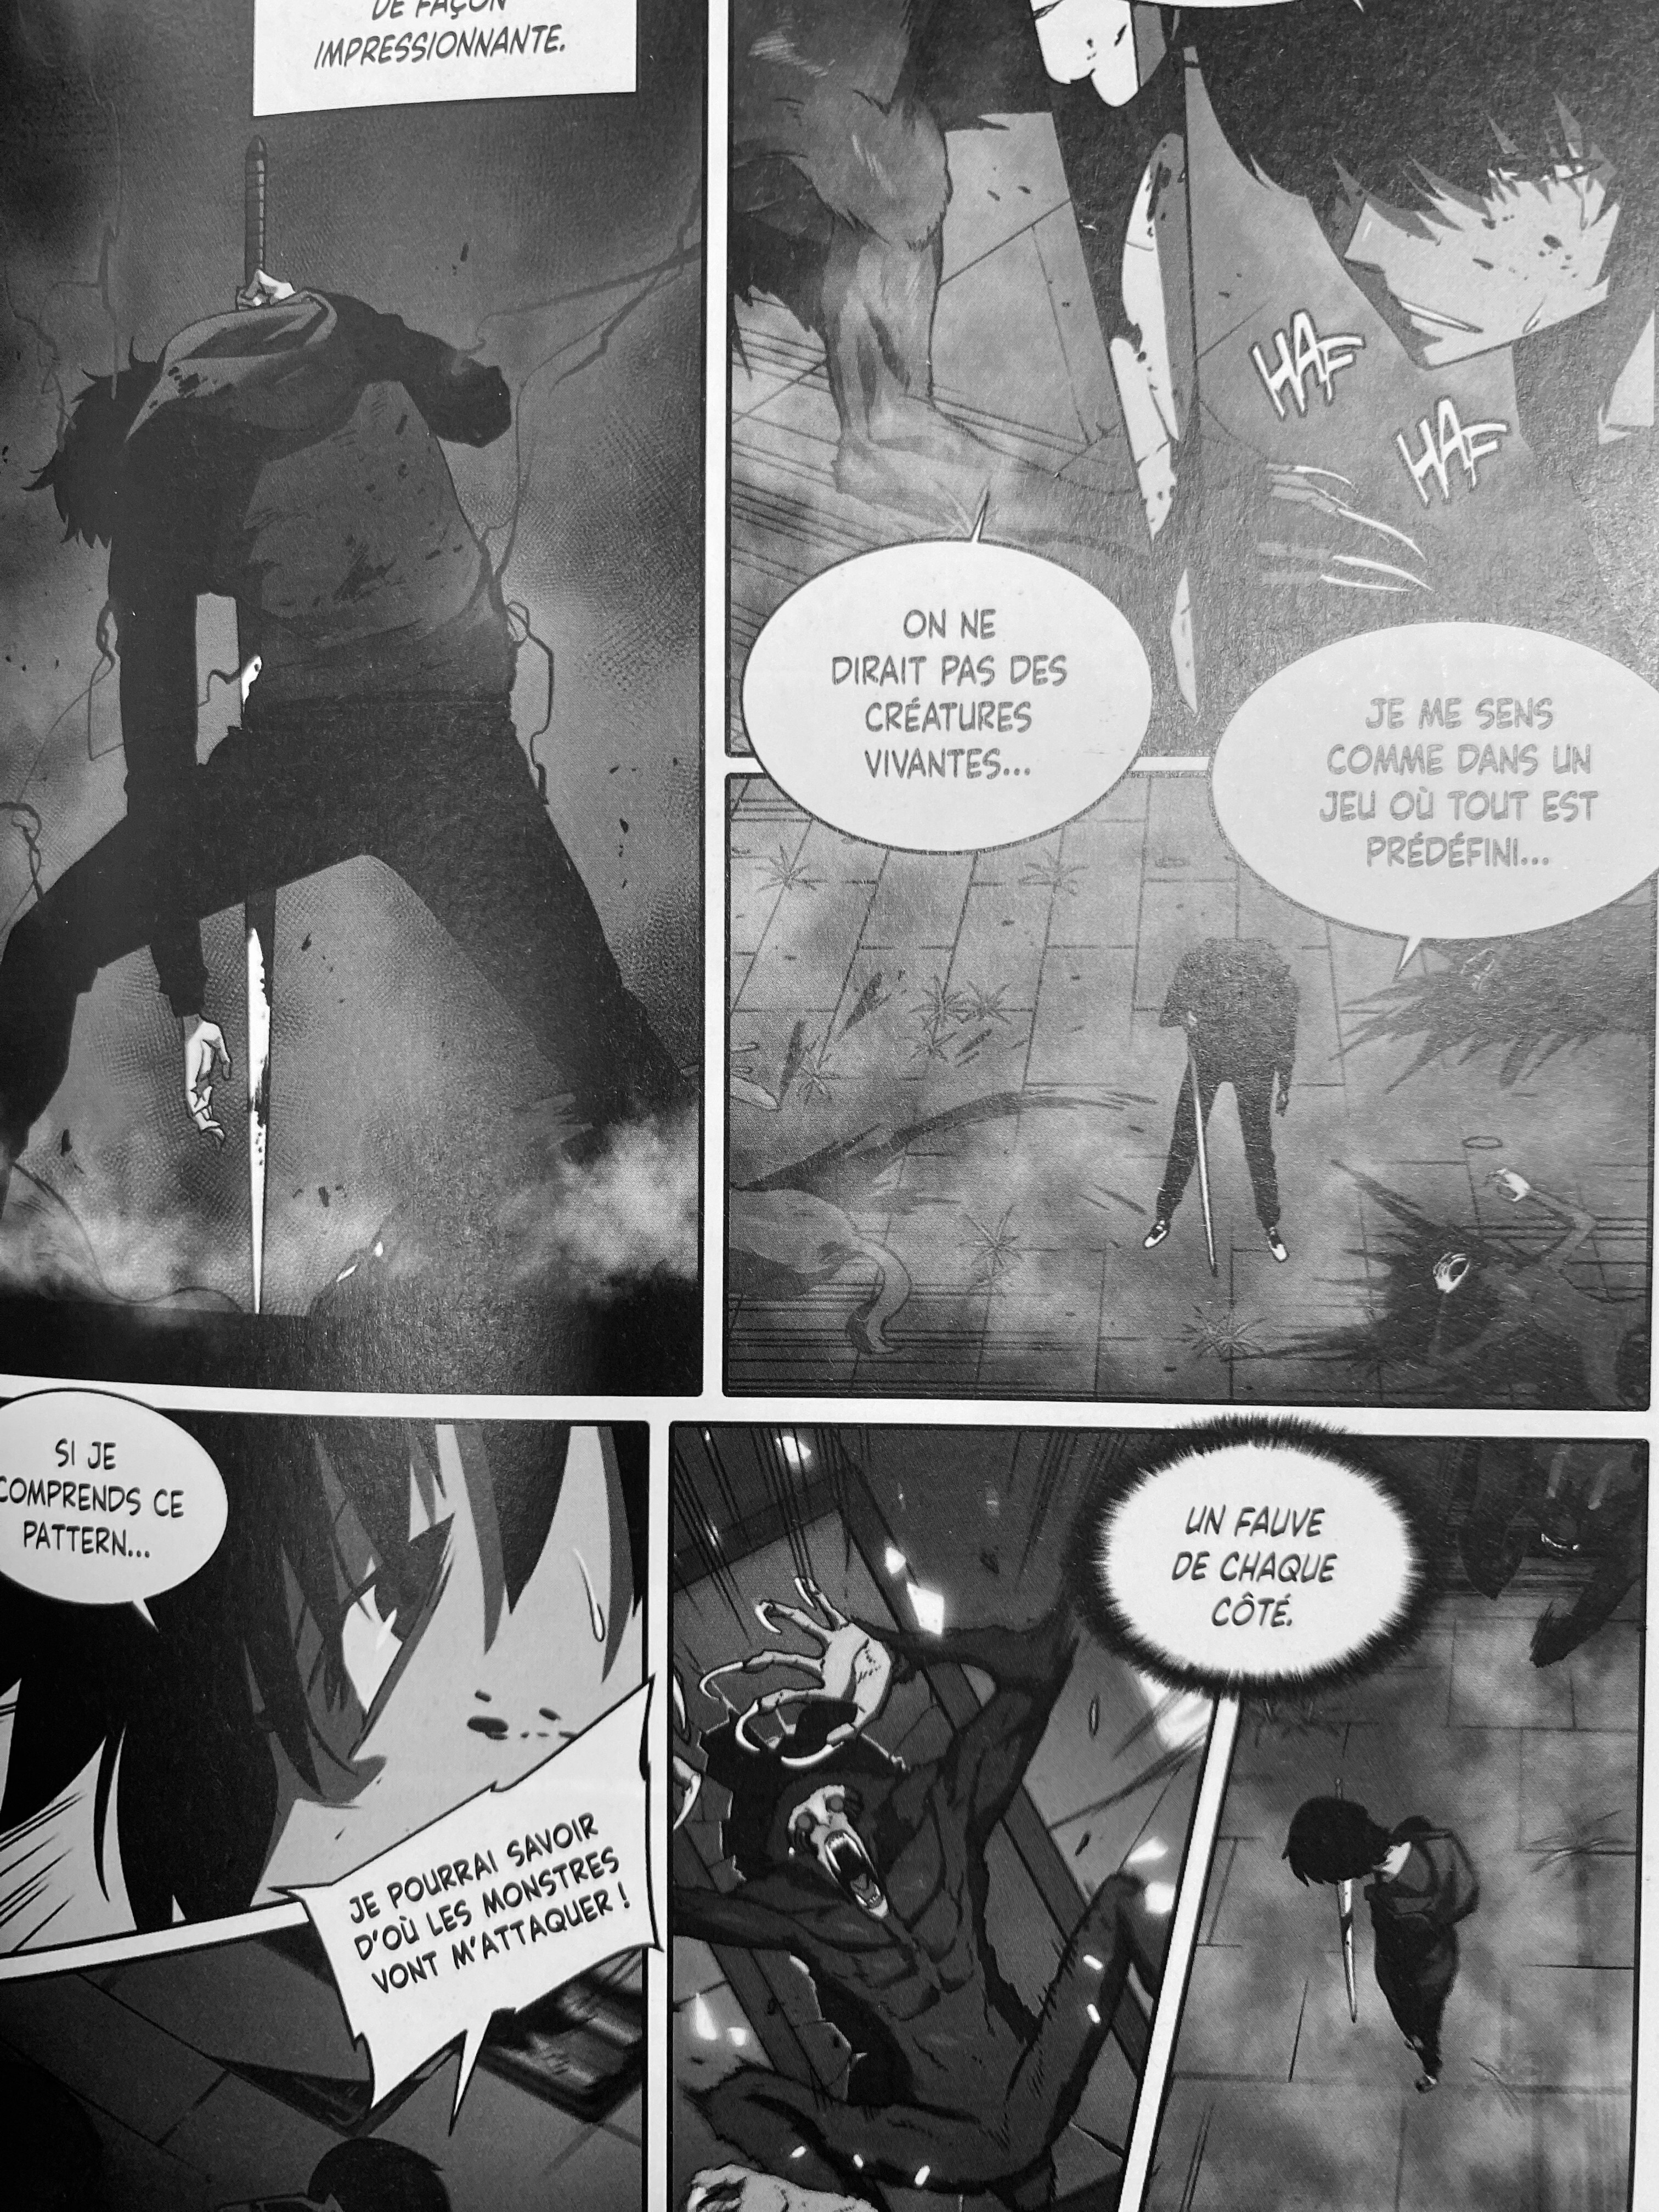 DE FAÇON
IMPRESSIONNANTE.
HAF
HAF
ON NE
DIRAIT PAS DES
CRÉATURES
VIVANTES...
JE ME SENS
COMME DANS UN
JEU OÙ TOUT EST
PRÉDÉFINI...
SI JE
COMPRENDS CE
PATTERN...
JE POURRAI SAVOIR
D'OÙ LES MONSTRES
VONT M'ATTAQUER !
UN FAUVE
DE CHAQUE
CÔTÉ.